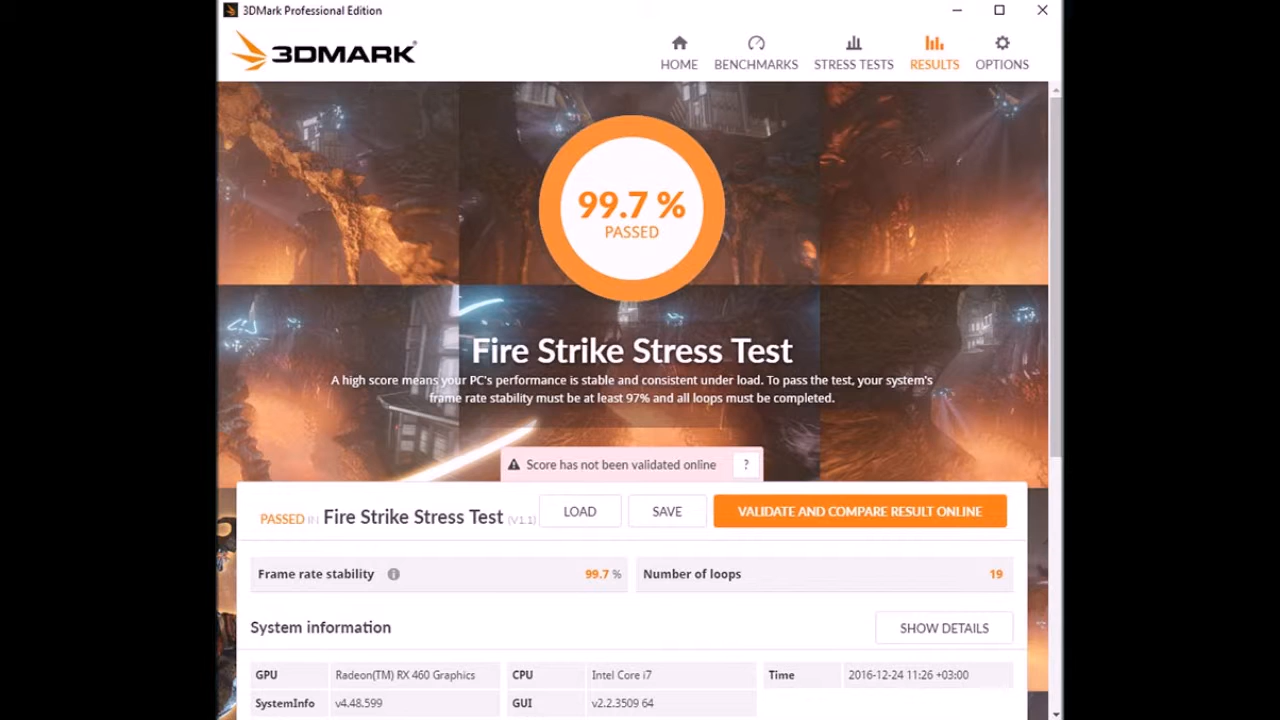 3DMark Professional Edition
3DMARK®
HOME BENCHMARKS STRESS TESTS RESULTS OPTIONS
99.7 %
PASSED
Fire Strike Stress Test
A high score means your PC's performance is stable and consistent under load. To pass the test, your system's
frame rate stability must be at least 97% and all loops must be completed.
Score has not been validated online ?
PASSED IN Fire Strike Stress Test (V1.1) LOAD SAVE VALIDATE AND COMPARE RESULT ONLINE
Frame rate stability 99.7 % Number of loops 19
System information SHOW DETAILS
GPU Radeon(TM) RX 460 Graphics CPU Intel Core i7 Time 2016-12-24 11:26 +03:00
SystemInfo v4.48.599 GUI v2.2.3509 64